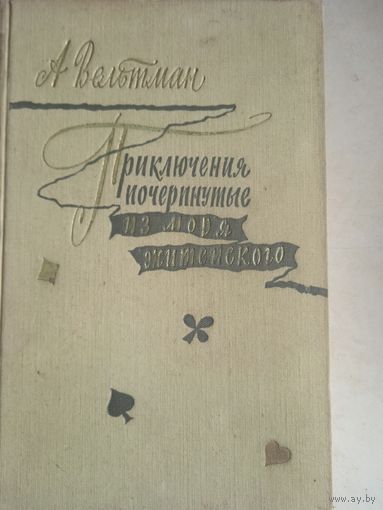 А Вельтман
Приключения
почерпнутые
из моря
житейского
www.ay.by